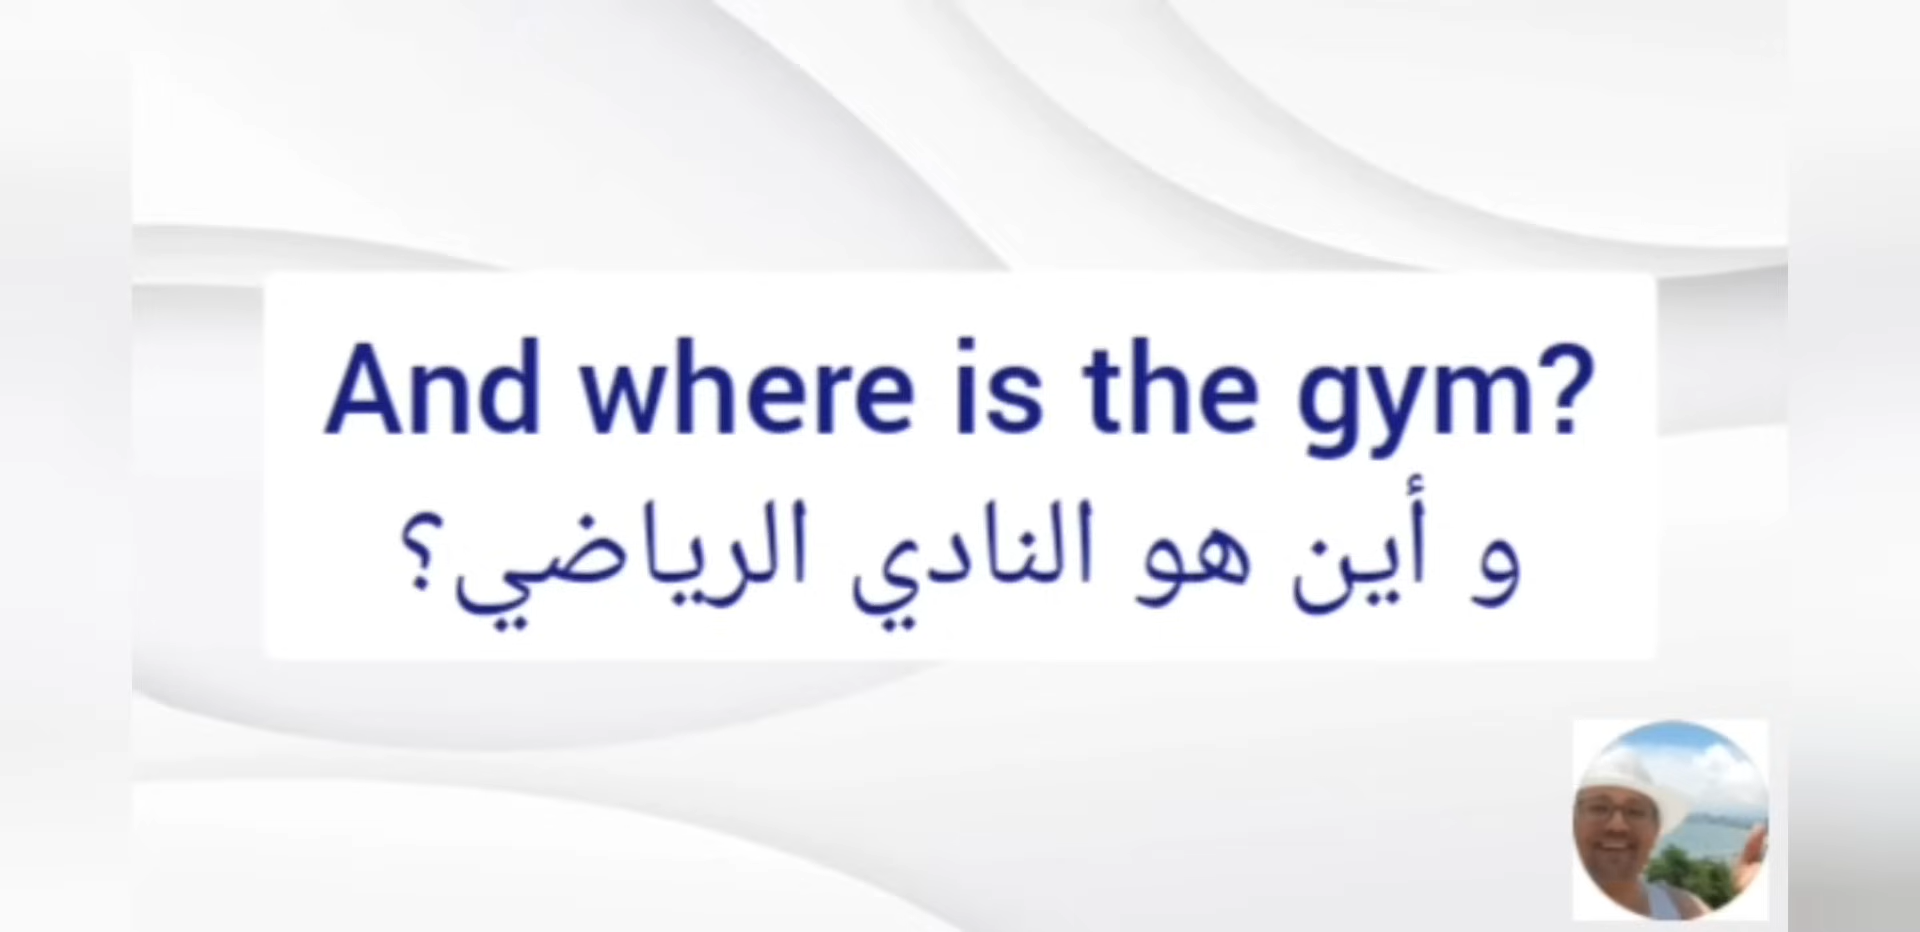 And where is the gym?
و أين هو النادي الرياضي؟